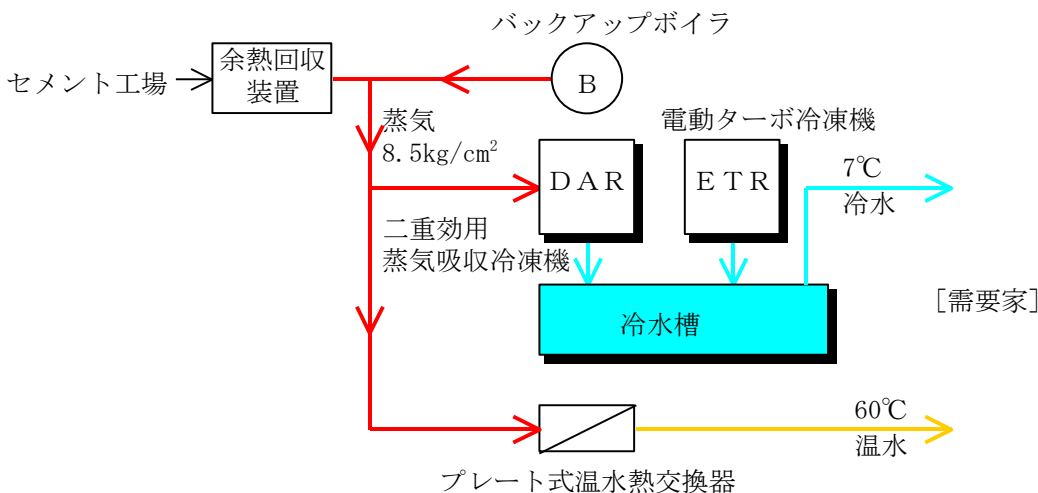 バックアップボイラ
余熱回収
装置
セメント工場
B
蒸気
8.5kg/cm²
電動ターボ冷凍機
DAR
ETR
7℃
冷水
二重効用
蒸気吸収冷凍機
冷水槽
[需要家]
60℃
温水
プレート式温水熱交換器